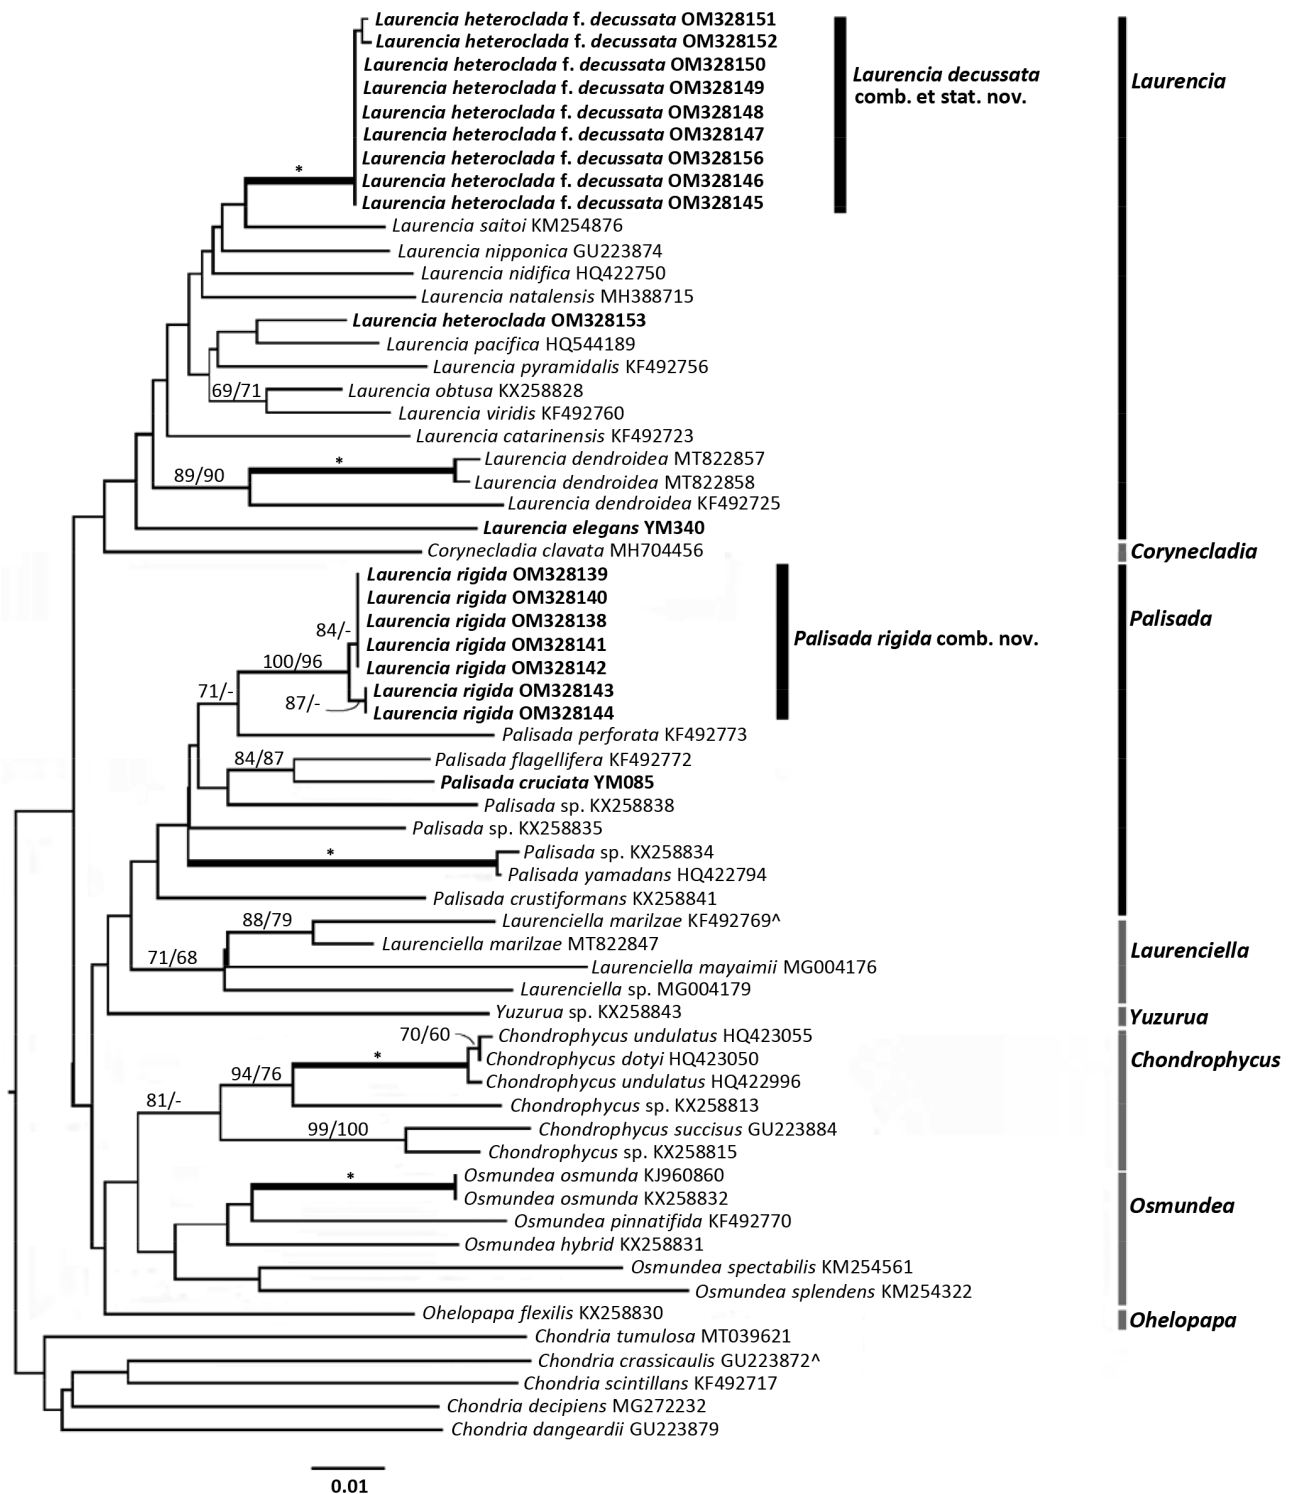 Laurencia heteroclada f. decussata OM328151
Laurencia heteroclada f. decussata OM328152
Laurencia heteroclada f. decussata OM328150
Laurencia heteroclada f. decussata OM328149
Laurencia heteroclada f. decussata OM328148
Laurencia heteroclada f. decussata OM328147
Laurencia heteroclada f. decussata OM328156
Laurencia heteroclada f. decussata OM328146
Laurencia heteroclada f. decussata OM328145
Laurencia decussata
comb. et stat. nov.
Laurencia
*
Laurencia saitoi KM254876
Laurencia nipponica GU223874
Laurencia nidifica HQ422750
Laurencia natalensis MH388715
Laurencia heteroclada OM328153
Laurencia pacifica HQ544189
Laurencia pyramidalis KF492756
69/71
Laurencia obtusa KX258828
Laurencia viridis KF492760
Laurencia catarinensis KF492723
*
Laurencia dendroidea MT822857
89/90
Laurencia dendroidea MT822858
Laurencia dendroidea KF492725
Laurencia elegans YM340
Corynecladia clavata MH704456
Corynecladia
Laurencia rigida OM328139
Laurencia rigida OM328140
Laurencia rigida OM328138
Laurencia rigida OM328141
Laurencia rigida OM328142
Laurencia rigida OM328143
Laurencia rigida OM328144
84/-
100/96
71/-
87/-
Palisada rigida comb. nov.
Palisada
Palisada perforata KF492773
84/87
Palisada flagellifera KF492772
Palisada cruciata YM085
Palisada sp. KX258838
Palisada sp. KX258835
*
Palisada sp. KX258834
Palisada yamadans HQ422794
Palisada crustiformans KX258841
88/79
Laurenciella marilzae KF492769^
Laurenciella marilzae MT822847
71/68
Laurenciella mayaimii MG004176
Laurenciella sp. MG004179
Laurenciella
Yuzurua sp. KX258843
Yuzurua
70/60
Chondrophycus undulatus HQ423055
*
Chondrophycus dotyi HQ423050
Chondrophycus undulatus HQ422996
94/76
Chondrophycus sp. KX258813
81/-
99/100
Chondrophycus succisus GU223884
Chondrophycus sp. KX258815
Chondrophycus
*
Osmundea osmunda KJ960860
Osmundea osmunda KX258832
Osmundea pinnatifida KF492770
Osmundea hybrid KX258831
Osmundea spectabilis KM254561
Osmundea splendens KM254322
Osmundea
Ohelopapa flexilis KX258830
Ohelopapa
Chondria tumulosa MT039621
Chondria crassicaulis GU223872^
Chondria scintillans KF492717
Chondria decipiens MG272232
Chondria dangeardii GU223879
0.01